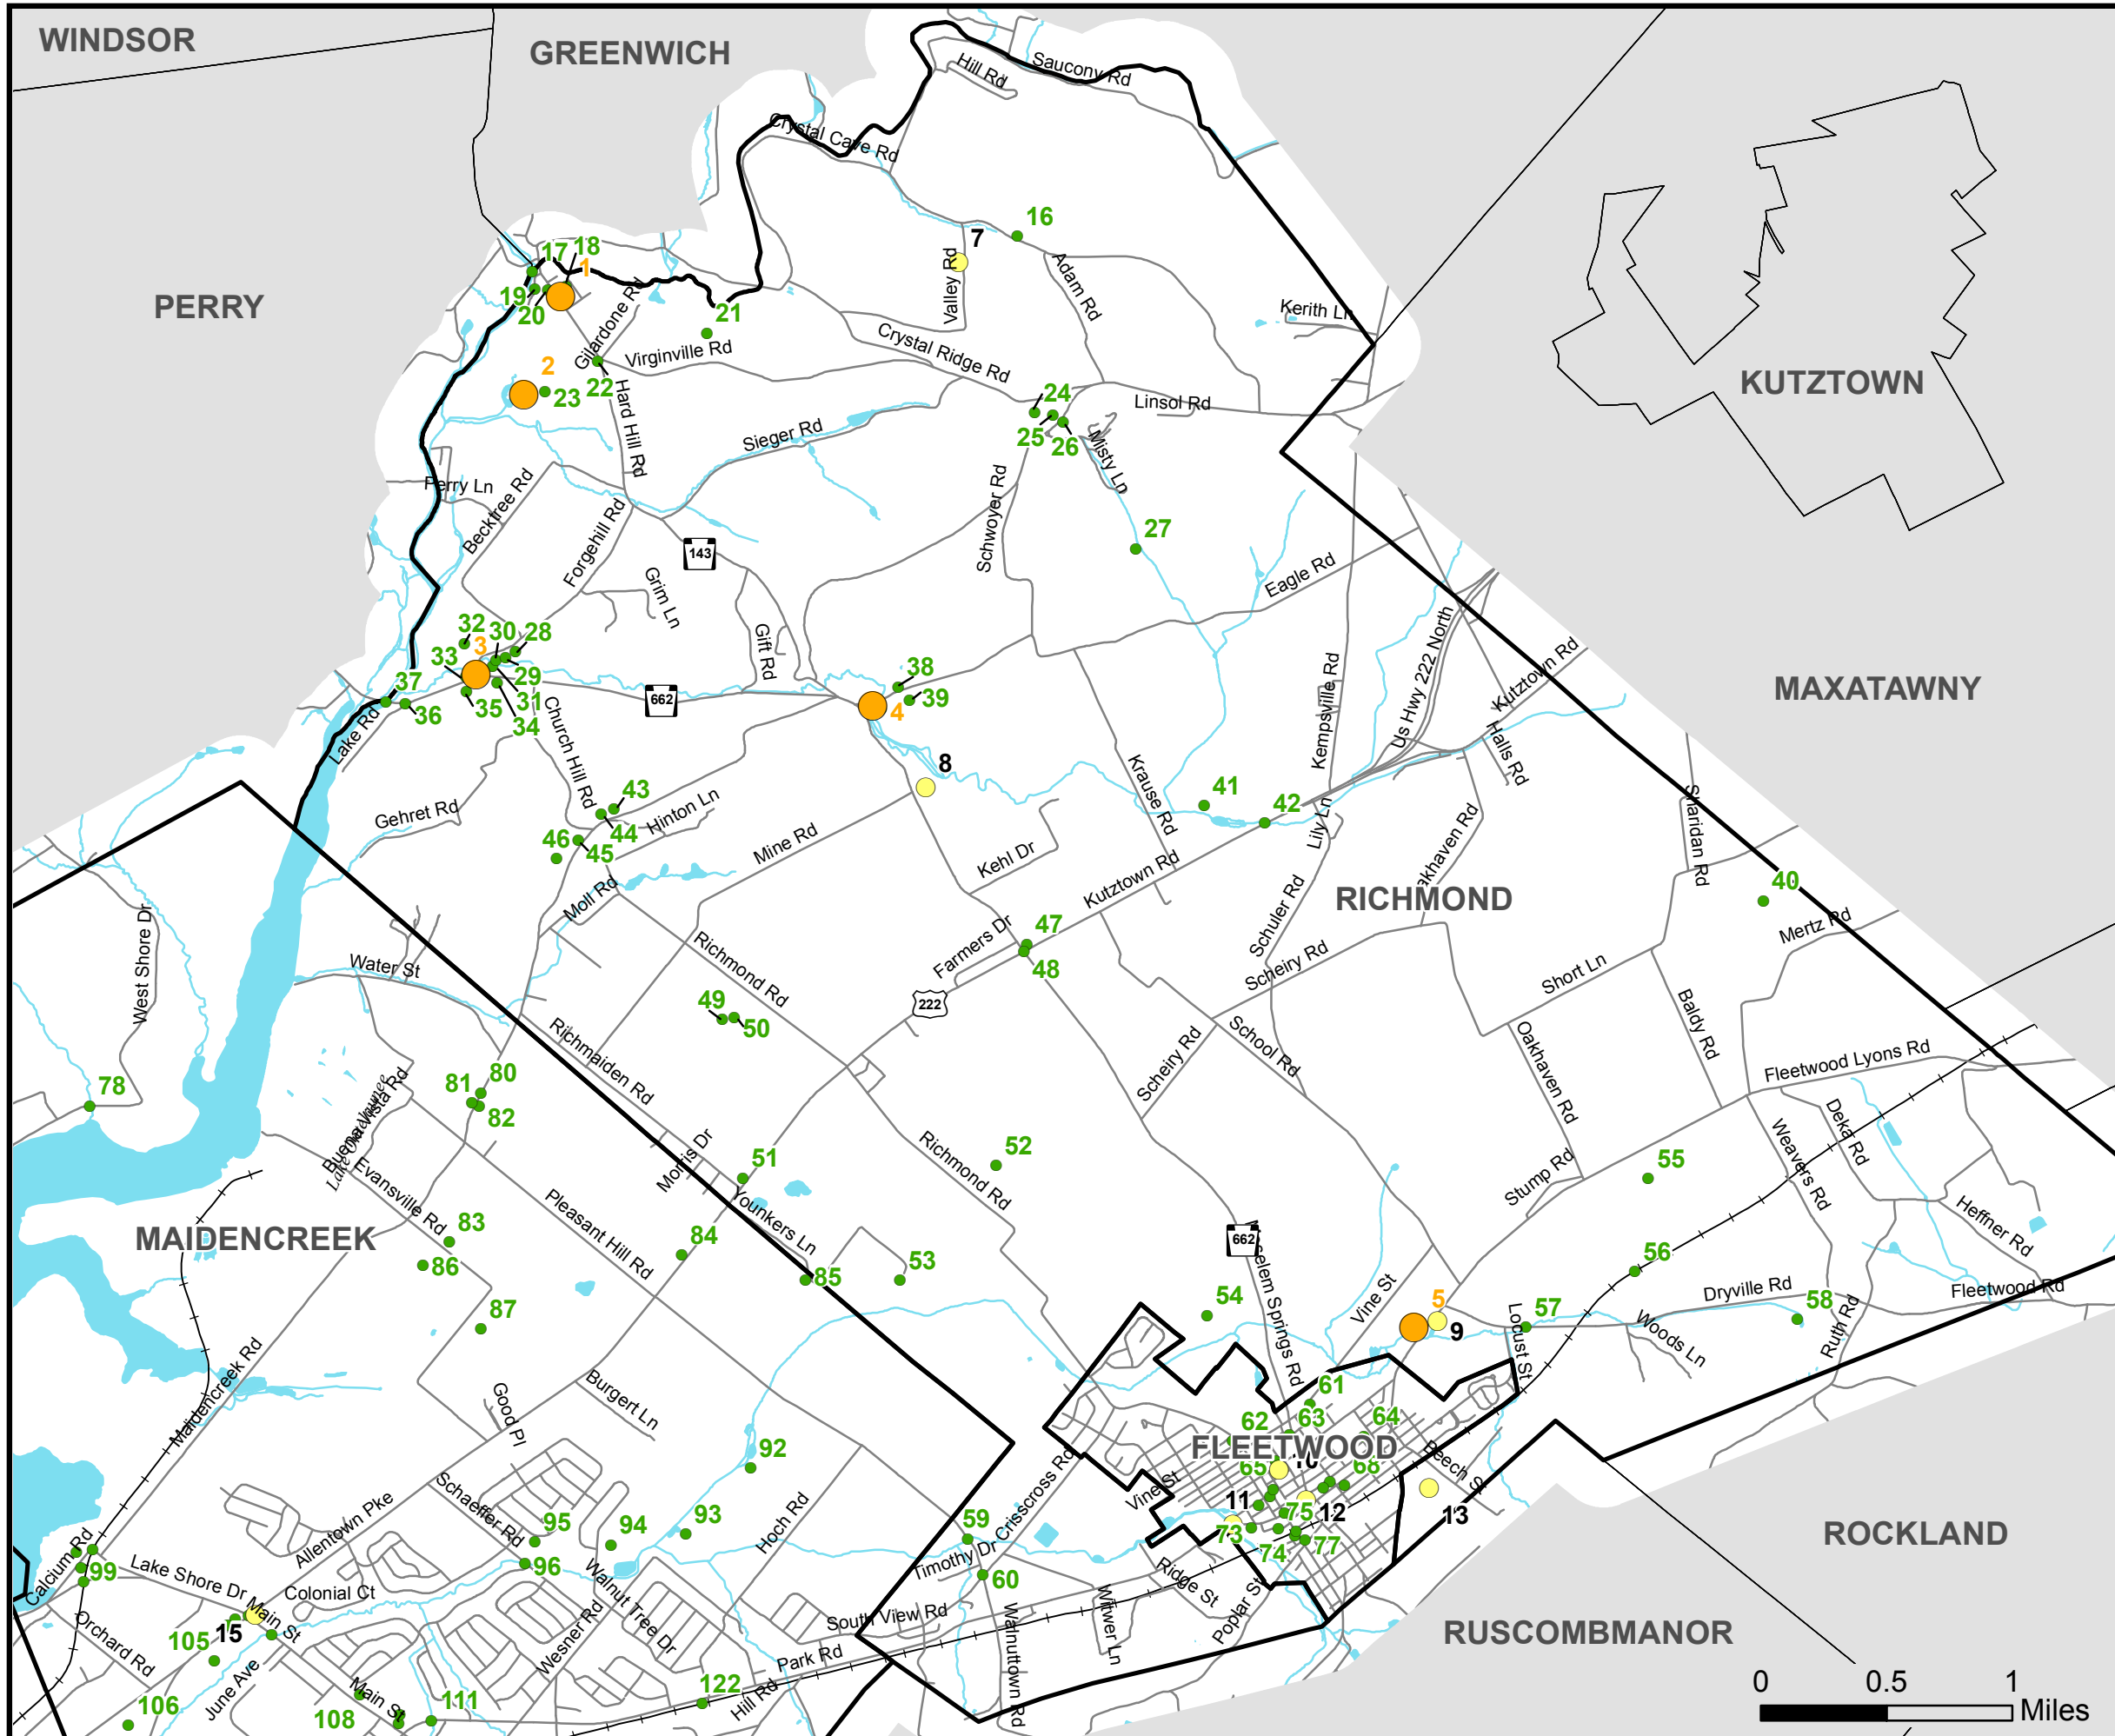 WINDSOR
GREENWICH
Hill Rd
Saucony Rd
Crystal Cave Rd
PERRY
16
7
Valley Rd
Adam Rd
Kerith Ln
17
18
1
19
20
Gilardone Rd
21
Virginville Rd
Crystal Ridge Rd
2
23
22
Hard Hill Rd
24
25
26
Linsol Rd
KUTZTOWN
Sieger Rd
Misty Ln
Perry Ln
Becktree Rd
Forgehill Rd
Schwoyer Rd
27
143
Eagle Rd
Grim Ln
Gift Rd
Us Hwy 222 North
Kutztown Rd
32
3
30
28
33
29
31
37
36
35
34
662
38
39
4
MAXATAWNY
Lake Rd
Church Hill Rd
Kempsville Rd
Halls Rd
8
Krause Rd
41
42
Lily Ln
Sharidan Rd
Gehret Rd
43
44
Hinton Ln
46
45
Mine Rd
Kehl Dr
Kutztown Rd
akhaven Rd
RICHMOND
40
Mertz Rd
Moll Rd
Schuler Rd
West Shore Dr
Water St
Richmond Rd
Farmers Dr
47
48
Scheiry Rd
Short Ln
49
50
222
Baldy Rd
Richmaiden Rd
Scheiry Rd
School Rd
Oakhaven Rd
Fleetwood Lyons Rd
78
81
80
82
Buena Vista Rd
Evansville Rd
Morris Dr
51
Richmond Rd
52
Weavers Rd
Deka Rd
Stump Rd
55
Heffner Rd
MAIDENCREEK
83
86
Pleasant Hill Rd
84
Younkers Ln
85
53
662
selem Springs Rd
56
87
54
Vine St
5
9
57
Locust St
Dryville Rd
Woods Ln
58
Ruth Rd
Fleetwood Rd
Maidencreek Rd
Good Pl
Burgert Ln
61
62
63
64
FLEETWOOD
65
68
Beech St
92
Crisscross Rd
Vine St
11
75
12
13
73
74
77
Schaeffer Rd
Allentown Pke
95
94
93
Hoch Rd
59
Timothy Dr
60
ROCKLAND
Calcium Rd
99
Lake Shore Dr
Colonial Ct
96
Walnut Tree Dr
Ridge St
Poplar St
Witwer Ln
Walnuttown Rd
South View Rd
Orchard Rd
105
15
Main St
Wesner Rd
Park Rd
RUSCOMBMANOR
106
June Ave
108
Main St
111
122
Hill Rd
0
0.5
1
Miles